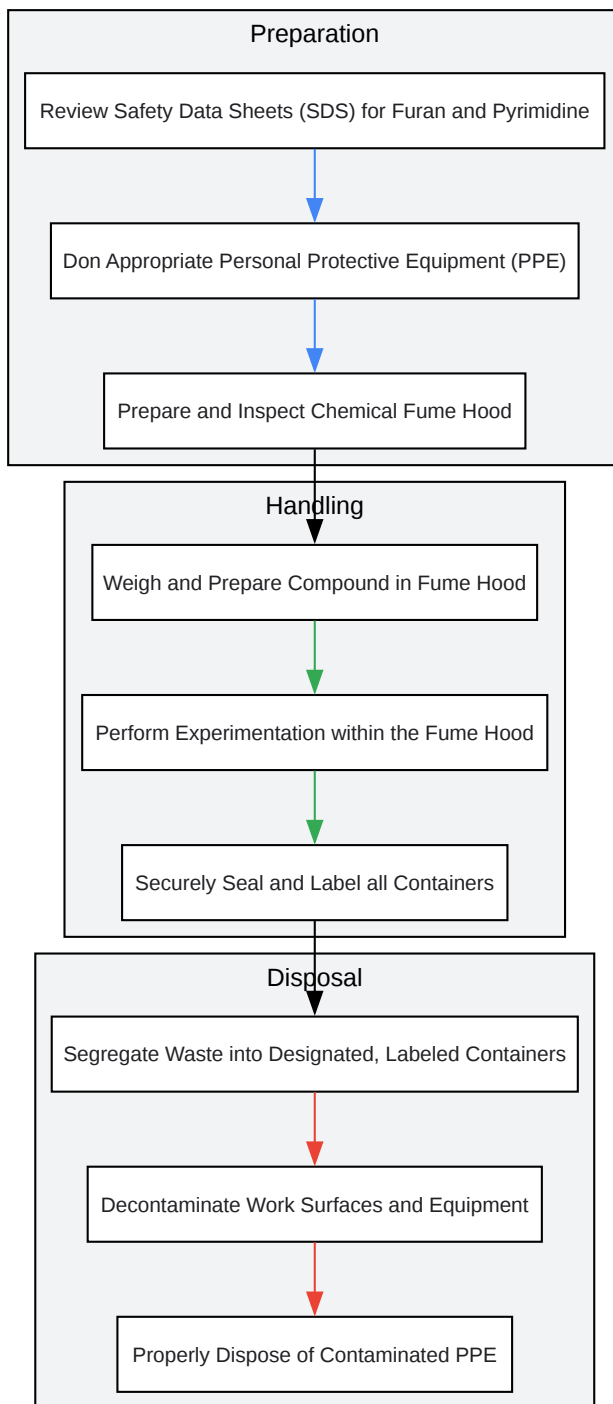 Preparation
Review Safety Data Sheets (SDS) for Furan and Pyrimidine
Don Appropriate Personal Protective Equipment (PPE)
Prepare and Inspect Chemical Fume Hood
Handling
Weigh and Prepare Compound in Fume Hood
Perform Experimentation within the Fume Hood
Securely Seal and Label all Containers
Disposal
Segregate Waste into Designated, Labeled Containers
Decontaminate Work Surfaces and Equipment
Properly Dispose of Contaminated PPE